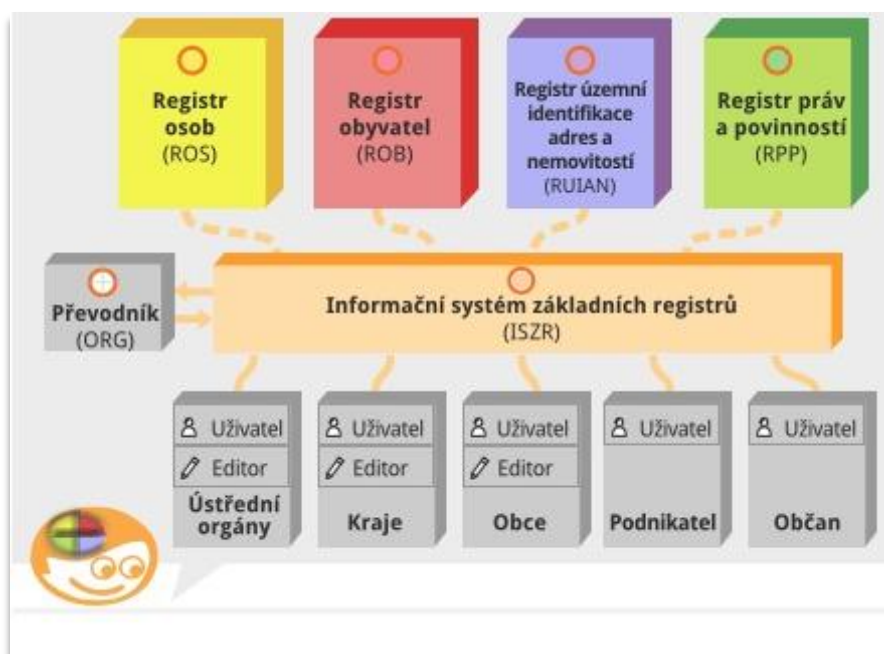 Registr
osob
(ROS)
Registr
obyvatel
(ROB)
Registr územní
identifikace
adres a
nemovitostí
(RUIAN)
Registr práv
a povinností
(RPP)
Převodník
(ORG)
Informační systém základních registrů
(ISZR)
Uživatel
Editor
Ústřední
orgány
Uživatel
Editor
Kraje
Uživatel
Editor
Obce
Uživatel
Podnikatel
Uživatel
Občan